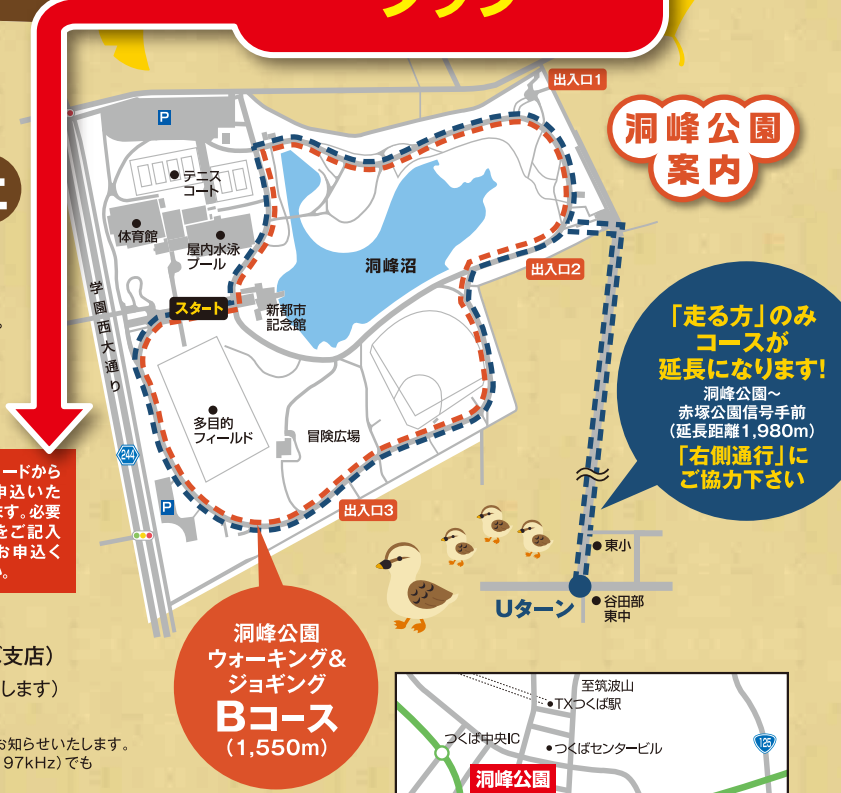 出入口1
洞峰公園
案内
P
テニス
コート
体育館
屋内水泳
プール
洞峰沼
出入口2
学園西大通り
スタート
新都市
記念館
「走る方」のみ
コースが
延長になります!
洞峰公園〜
赤塚公園信号手前
(延長距離1,980m)
「右側通行」に
ご協力下さい
多目的
フィールド
冒険広場
244
P
出入口3
ードから
申込いた
ます。必要
をご記入
お申込く
い。
東小
Uターン
谷田部
東中
洞峰公園
ウォーキング&
ジョギング
Bコース
(1,550m)
支店)
します)
お知らせいたします。
97kHz)でも
至筑波山
TXつくば駅
つくば中央IC
つくばセンタービル
125
洞峰公園